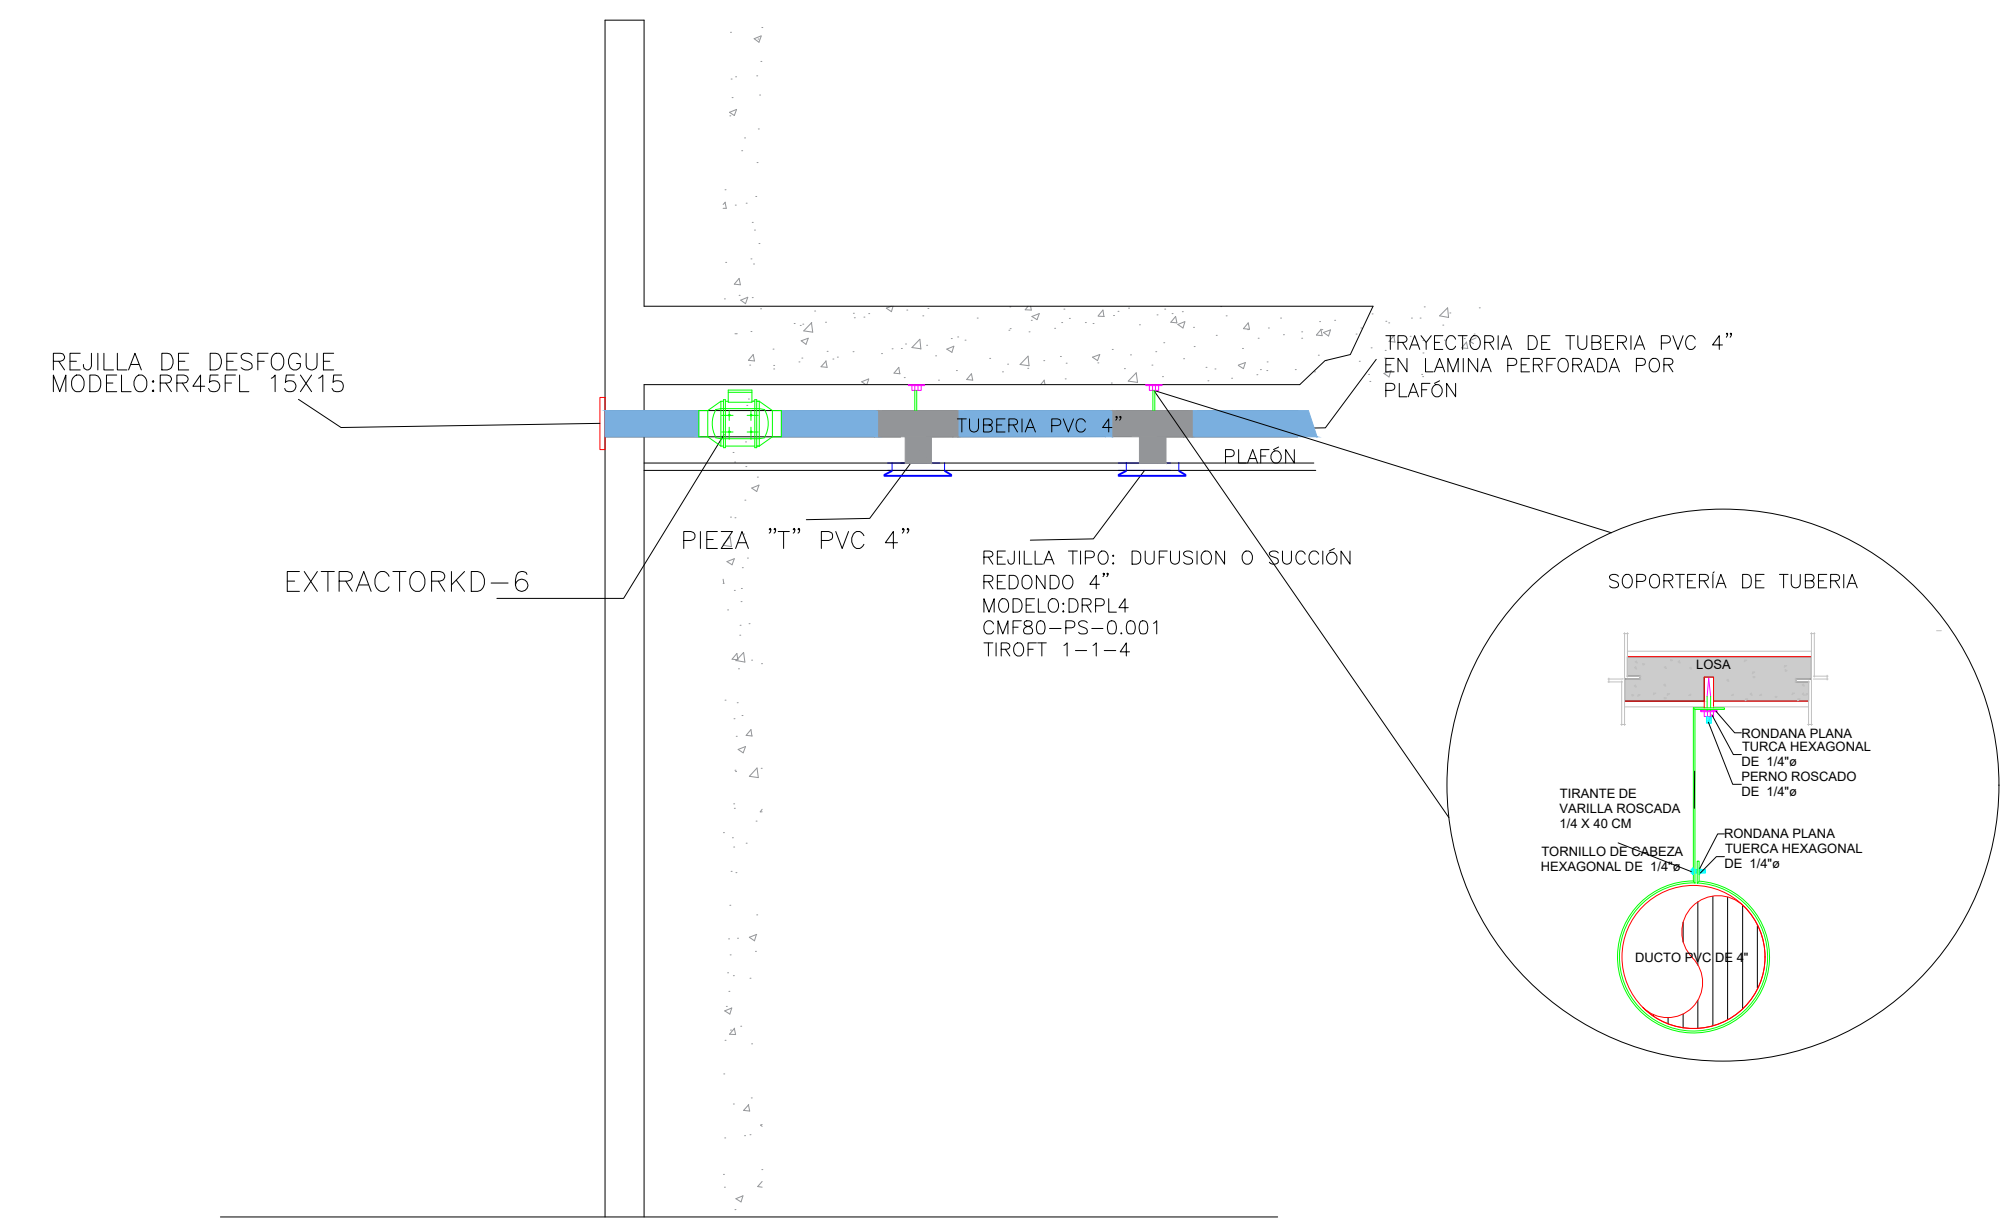 REJILLA DE DESFOGUE
MODELO:RR45FL 15X15
TRAYECTORIA DE TUBERIA PVC 4”
EN LAMINA PERFORADA POR
PLAFÓN
TUBERIA PVC 4”
PLAFÓN
PIEZA ”T” PVC 4”
EXTRACTORKD-6
REJILLA TIPO: DUFUSION O SUCCIÓN
REDONDO 4”
MODELO:DRPL4
CMF80-PS-0.001
TIROFT 1-1-4
SOPORTERÍA DE TUBERIA
LOSA
RONDANA PLANA
TURCA HEXAGONAL
DE 1/4"ø
PERNO ROSCADO
DE 1/4"ø
TIRANTE DE
VARILLA ROSCADA
1/4 X 40 CM
TORNILLO DE CABEZA
HEXAGONAL DE 1/4"ø
RONDANA PLANA
TUERCA HEXAGONAL
DE 1/4"ø
DUCTO PVC DE 4"